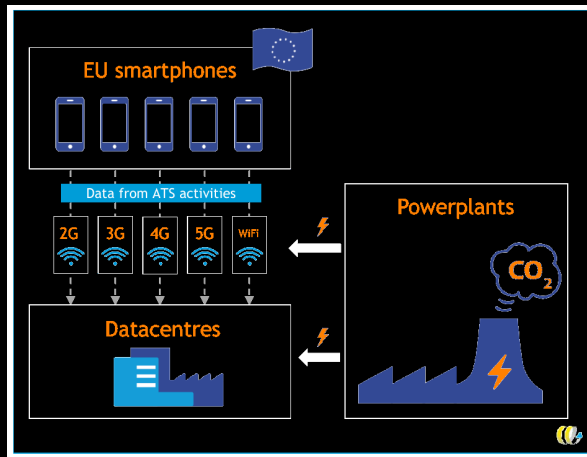 EU smartphones
Data from ATS activities
2G 3G 4G 5G WiFi
Powerplants
CO2
Datacentres